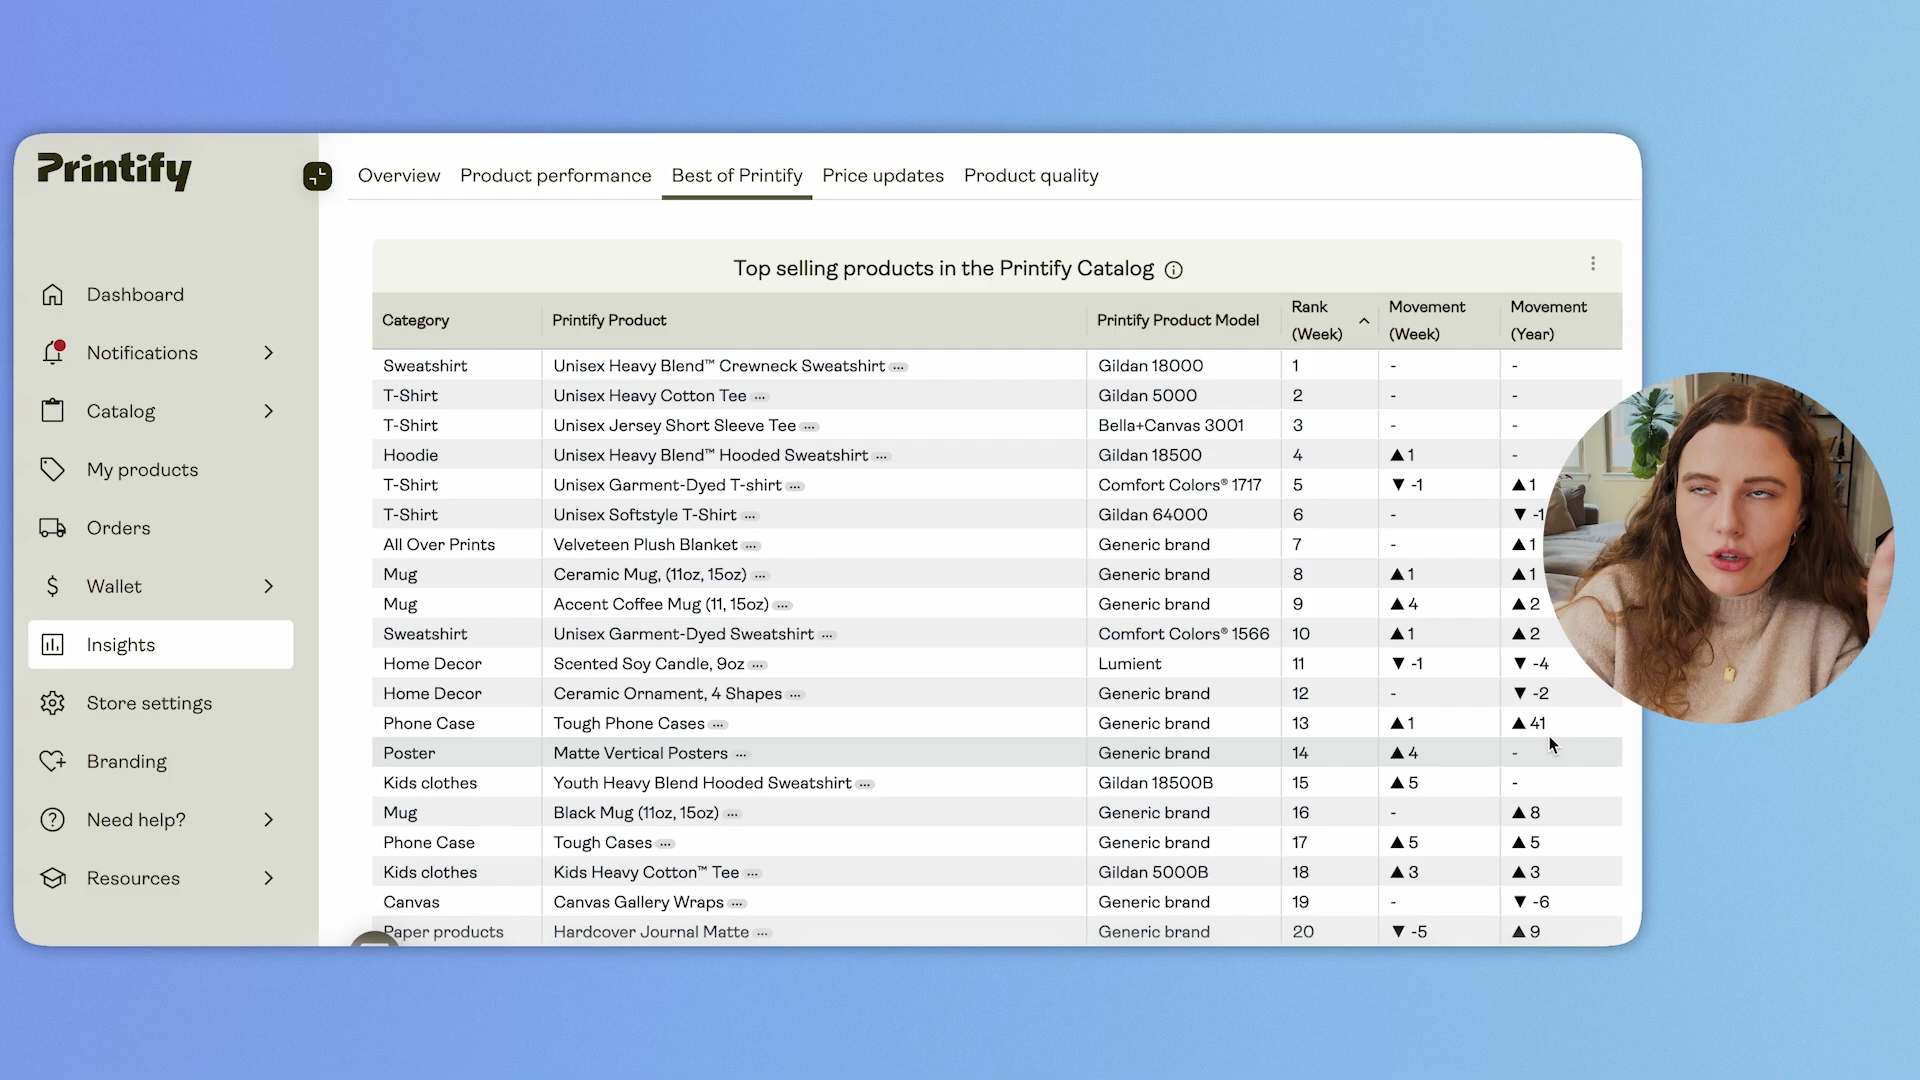 Printify
Overview Product performance Best of Printify Price updates Product quality
Dashboard
Notifications
Catalog
My products
Orders
Wallet
Insights
Store settings
Branding
Need help?
Resources
Top selling products in the Printify Catalog
Category Printify Product Printify Product Model Rank (Week) Movement (Week) Movement (Year)
Sweatshirt Unisex Heavy Blend™ Crewneck Sweatshirt ... Gildan 18000 1 - -
T-Shirt Unisex Heavy Cotton Tee ... Gildan 5000 2 - -
T-Shirt Unisex Jersey Short Sleeve Tee ... Bella+Canvas 3001 3 - -
Hoodie Unisex Heavy Blend™ Hooded Sweatshirt ... Gildan 18500 4 ▲ 1 -
T-Shirt Unisex Garment-Dyed T-shirt ... Comfort Colors® 1717 5 ▼ -1 ▲ 1
T-Shirt Unisex Softstyle T-Shirt ... Gildan 64000 6 - ▼ -1
All Over Prints Velveteen Plush Blanket ... Generic brand 7 - ▲ 1
Mug Ceramic Mug, (11oz, 15oz) ... Generic brand 8 ▲ 1 ▲ 1
Mug Accent Coffee Mug (11, 15oz) ... Generic brand 9 ▲ 4 ▲ 2
Sweatshirt Unisex Garment-Dyed Sweatshirt ... Comfort Colors® 1566 10 ▲ 1 ▲ 2
Home Decor Scented Soy Candle, 9oz ... Lumient 11 ▼ -1 ▼ -4
Home Decor Ceramic Ornament, 4 Shapes ... Generic brand 12 - ▼ -2
Phone Case Tough Phone Cases ... Generic brand 13 ▲ 1 ▲ 41
Poster Matte Vertical Posters ... Generic brand 14 ▲ 4 -
Kids clothes Youth Heavy Blend Hooded Sweatshirt ... Gildan 18500B 15 ▲ 5 -
Mug Black Mug (11oz, 15oz) ... Generic brand 16 - ▲ 8
Phone Case Tough Cases ... Generic brand 17 ▲ 5 ▲ 5
Kids clothes Kids Heavy Cotton™ Tee ... Gildan 5000B 18 ▲ 3 ▲ 3
Canvas Canvas Gallery Wraps ... Generic brand 19 - ▼ -6
Paper products Hardcover Journal Matte ... Generic brand 20 ▼ -5 ▲ 9